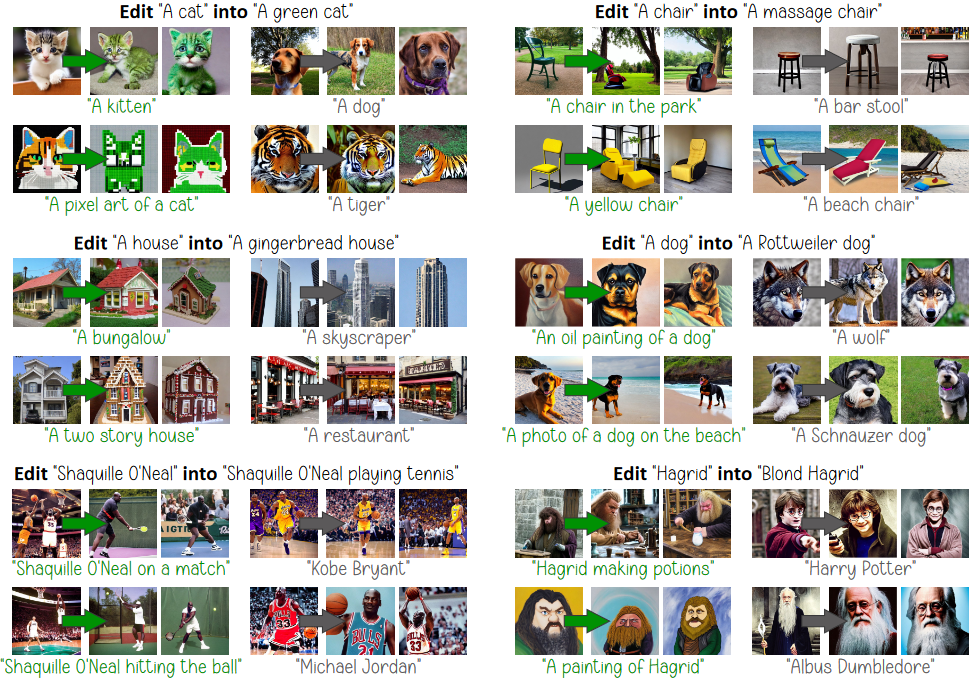 Edit "A cat" into "A green cat"
"A kitten"
"A dog"
"A pixel art of a cat"
"A tiger"
Edit "A chair" into "A massage chair"
"A chair in the park"
"A bar stool"
"A yellow chair"
"A beach chair"
Edit "A house" into "A gingerbread house"
"A bungalow"
"A skyscraper"
"A two story house"
"A restaurant"
Edit "A dog" into "A Rottweiler dog"
"An oil painting of a dog"
"A wolf"
"A photo of a dog on the beach"
"A Schnauzer dog"
Edit "Shaquille O'Neal" into "Shaquille O'Neal playing tennis"
"Shaquille O'Neal on a match"
"Kobe Bryant"
"Shaquille O'Neal hitting the ball"
"Michael Jordan"
Edit "Hagrid" into "Blond Hagrid"
"Hagrid making potions"
"Harry Potter"
"A painting of Hagrid"
"Albus Dumbledore"